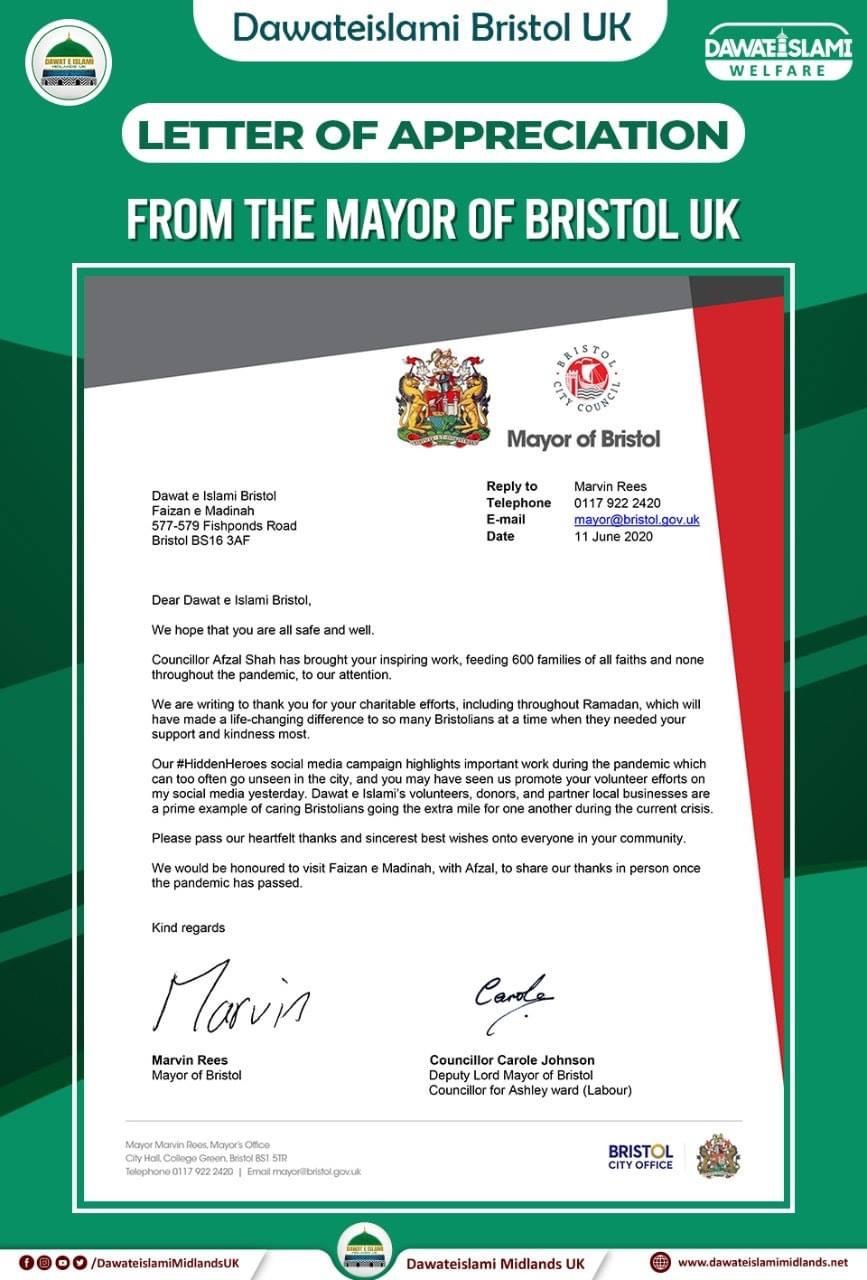 Dawateislami Bristol UK
DAWAT E ISLAMI
MIDLANDS UK
DAWATEISLAMI
WELFARE
LETTER OF APPRECIATION
FROM THE MAYOR OF BRISTOL UK
BRISTOL
CITY COUNCIL
Mayor of Bristol
Dawat e Islami Bristol
Faizan e Madinah
577-579 Fishponds Road
Bristol BS16 3AF
Reply to Marvin Rees
Telephone 0117 922 2420
E-mail mayor@bristol.gov.uk
Date 11 June 2020
Dear Dawat e Islami Bristol,
We hope that you are all safe and well.
Councillor Afzal Shah has brought your inspiring work, feeding 600 families of all faiths and none
throughout the pandemic, to our attention.
We are writing to thank you for your charitable efforts, including throughout Ramadan, which will
have made a life-changing difference to so many Bristolians at a time when they needed your
support and kindness most.
Our #HiddenHeroes social media campaign highlights important work during the pandemic which
can too often go unseen in the city, and you may have seen us promote your volunteer efforts on
my social media yesterday. Dawat e Islami's volunteers, donors, and partner local businesses are
a prime example of caring Bristolians going the extra mile for one another during the current crisis.
Please pass our heartfelt thanks and sincerest best wishes onto everyone in your community.
We would be honoured to visit Faizan e Madinah, with Afzal, to share our thanks in person once
the pandemic has passed.
Kind regards
Marvin
Carole
Marvin Rees
Mayor of Bristol
Councillor Carole Johnson
Deputy Lord Mayor of Bristol
Councillor for Ashley ward (Labour)
Mayor Marvin Rees, Mayor's Office
City Hall, College Green, Bristol BS1 5TR
Telephone 0117 922 2420 | Email mayor@bristol.gov.uk
BRISTOL
CITY OFFICE
/DawateislamiMidlandsUK
DAWAT E ISLAMI
Dawateislami Midlands UK
www.dawateislamimidlands.net